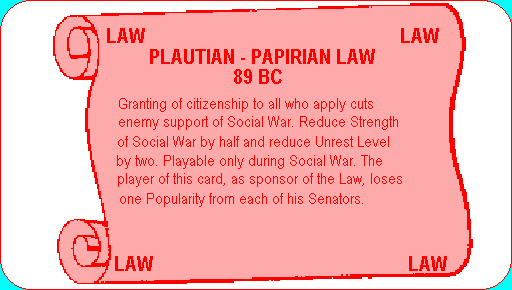 LAW LAW
PLAUTIAN - PAPIRIAN LAW
89 BC
Granting of citizenship to all who apply cuts
enemy support of Social War. Reduce Strength
of Social War by half and reduce Unrest Level
by two. Playable only during Social War. The
player of this card, as sponsor of the Law, loses
one Popularity from each of his Senators.
LAW LAW